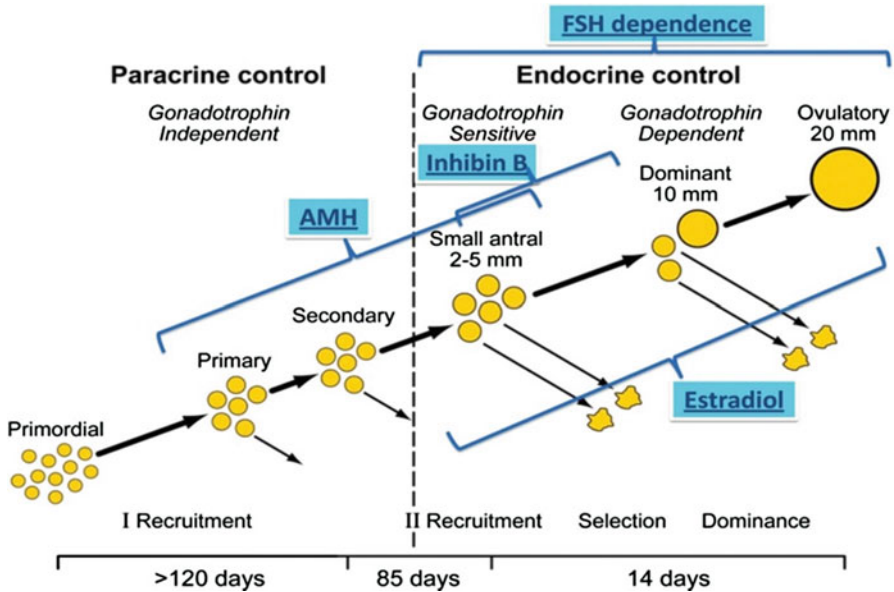 FSH dependence
Paracrine control
Endocrine control
Gonadotrophin
Independent
Gonadotrophin
Sensitive
Gonadotrophin
Dependent
Ovulatory
20 mm
Inhibin B
Dominant
10 mm
AMH
Small antral
2-5 mm
Secondary
Primary
Primordial
Estradiol
I Recruitment
II Recruitment
Selection
Dominance
>120 days
85 days
14 days